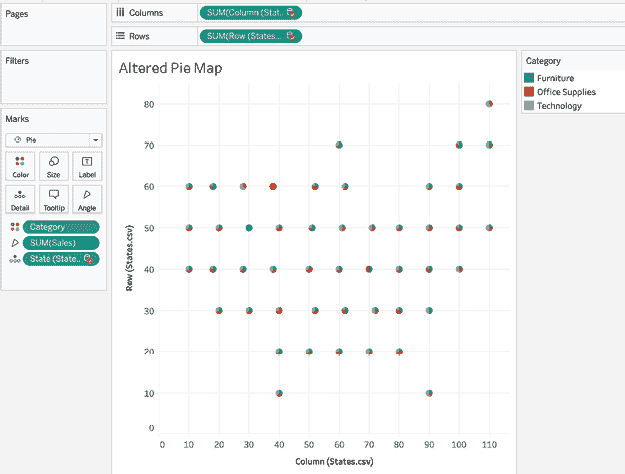 Pages
Columns
SUM(Column (Stat..
Rows
SUM(Row (States...
Filters
Marks
Pie
Color
Size
Label
Detail
Tooltip
Angle
Category
SUM(Sales)
State (State..
Altered Pie Map
Row (States.csv)
80
70
60
50
40
30
20
10
0
0 10 20 30 40 50 60 70 80 90 100 110
Column (States.csv)
Category
Furniture
Office Supplies
Technology